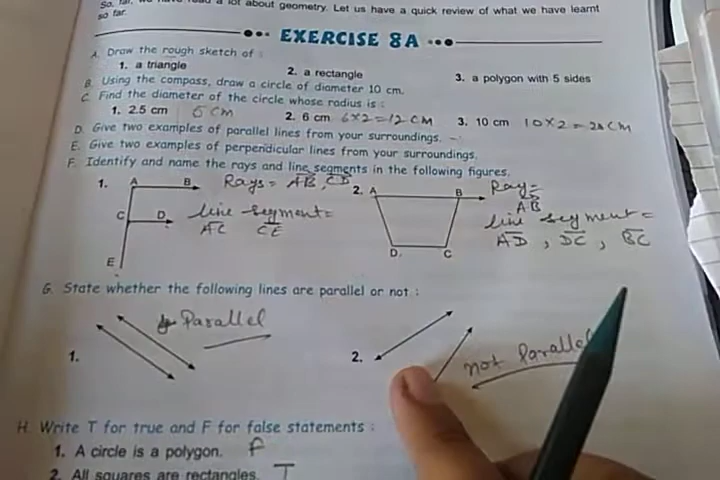 So far, we have read a lot about geometry. Let us have a quick review of what we have learnt
so far.
EXERCISE 8A
A. Draw the rough sketch of :
1. a triangle 2. a rectangle 3. a polygon with 5 sides
B. Using the compass, draw a circle of diameter 10 cm.
C. Find the diameter of the circle whose radius is :
1. 2.5 cm 5 cm 2. 6 cm 6×2=12 cm 3. 10 cm 10×2=20 cm
D. Give two examples of parallel lines from your surroundings.
E. Give two examples of perpendicular lines from your surroundings.
F. Identify and name the rays and line segments in the following figures.
1. A B Rays = AB, CD 2. A B Ray =
AB
C D line segment = line segment =
AC CE AD, DC, BC
E D C
G. State whether the following lines are parallel or not :
Parallel
1. 2. not Parallel
H. Write T for true and F for false statements :
1. A circle is a polygon. F
2. All squares are rectangles. T